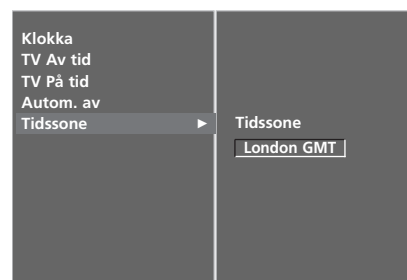 Klokka
TV Av tid
TV På tid
Autom. av
Tidssone ►
Tidssone
London GMT